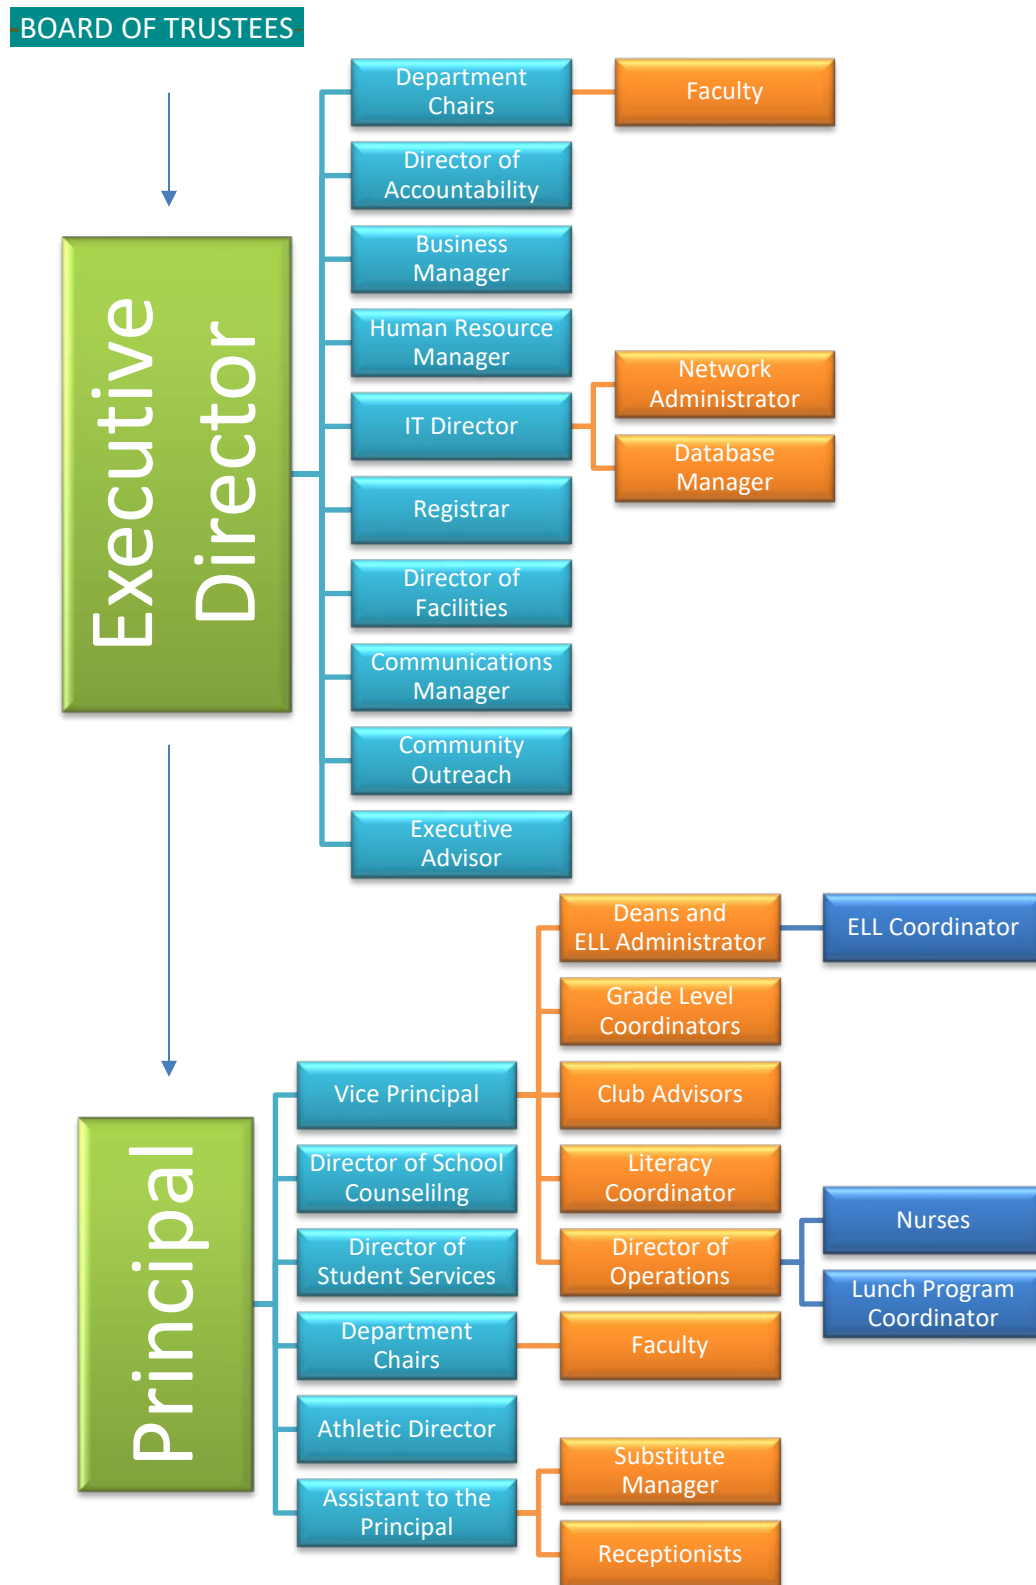 BOARD OF TRUSTEES
Executive
Director
Department
Chairs
Faculty
Director of
Accountability
Business
Manager
Human Resource
Manager
IT Director
Network
Administrator
Database
Manager
Registrar
Director of
Facilities
Communications
Manager
Community
Outreach
Executive
Advisor
Principal
Vice Principal
Deans and
ELL Administrator
ELL Coordinator
Grade Level
Coordinators
Club Advisors
Literacy
Coordinator
Director of
Operations
Nurses
Lunch Program
Coordinator
Director of School
Counselilng
Director of
Student Services
Department
Chairs
Faculty
Athletic Director
Assistant to the
Principal
Substitute
Manager
Receptionists